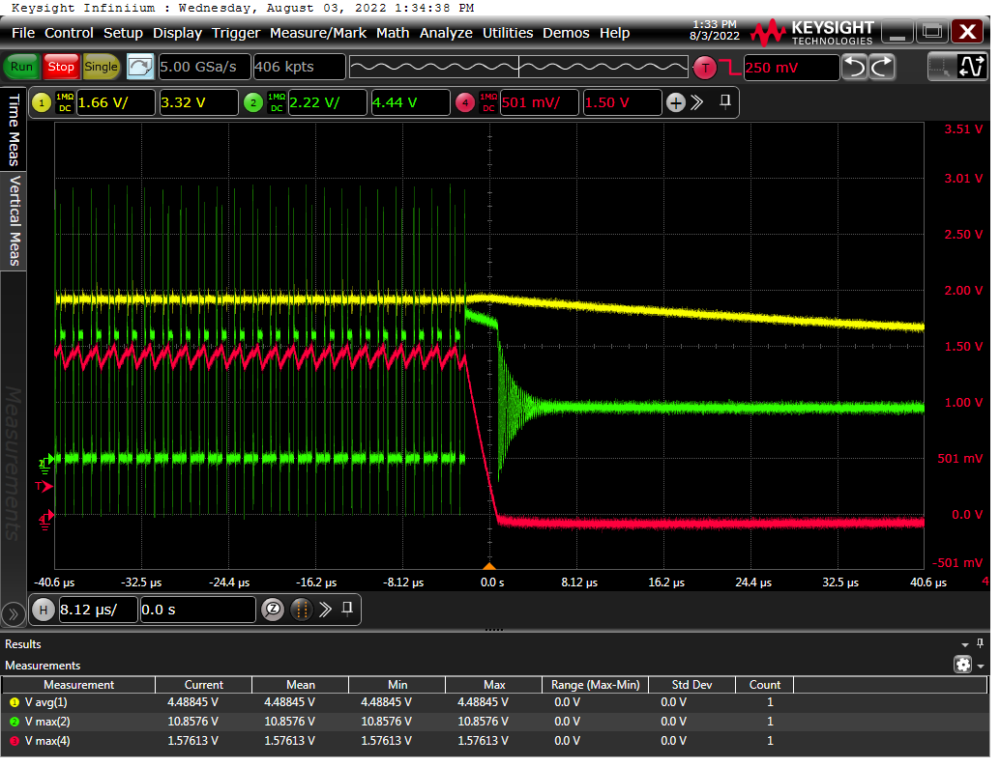 Keysight Infiniium : Wednesday, August 03, 2022 1:34:38 PM
File Control Setup Display Trigger Measure/Mark Math Analyze Utilities Demos Help
1:33 PM
8/3/2022
KEYSIGHT
TECHNOLOGIES
Run Stop Single 5.00 GSa/s 406 kpts T 250 mV
1 1MΩ DC 1.66 V/ 3.32 V 2 1MΩ DC 2.22 V/ 4.44 V 4 1MΩ DC 501 mV/ 1.50 V
Time Meas
Vertical Meas
Measurements
3.51 V
3.01 V
2.50 V
2.00 V
1.50 V
1.00 V
501 mV
0.0 V
-501 mV
2
T
4
-40.6 µs -32.5 µs -24.4 µs -16.2 µs -8.12 µs 0.0 s 8.12 µs 16.2 µs 24.4 µs 32.5 µs 40.6 µs 4
H 8.12 µs/ 0.0 s
Results
Measurements
Measurement Current Mean Min Max Range (Max-Min) Std Dev Count
1 V avg(1) 4.48845 V 4.48845 V 4.48845 V 4.48845 V 0.0 V 0.0 V 1
2 V max(2) 10.8576 V 10.8576 V 10.8576 V 10.8576 V 0.0 V 0.0 V 1
V max(4) 1.57613 V 1.57613 V 1.57613 V 1.57613 V 0.0 V 0.0 V 1